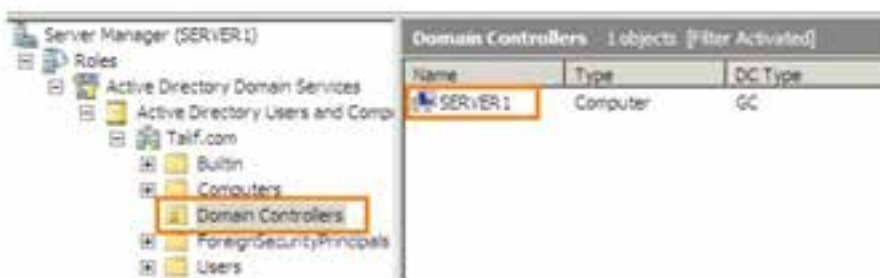 Server Manager (SERVER1)
Roles
Active Directory Domain Services
Active Directory Users and Compu
Talif.com
Builtin
Computers
Domain Controllers
ForeignSecurityPrincipals
Users
Domain Controllers 1 objects [Filter Activated]
Name Type DC Type
SERVER1 Computer GC